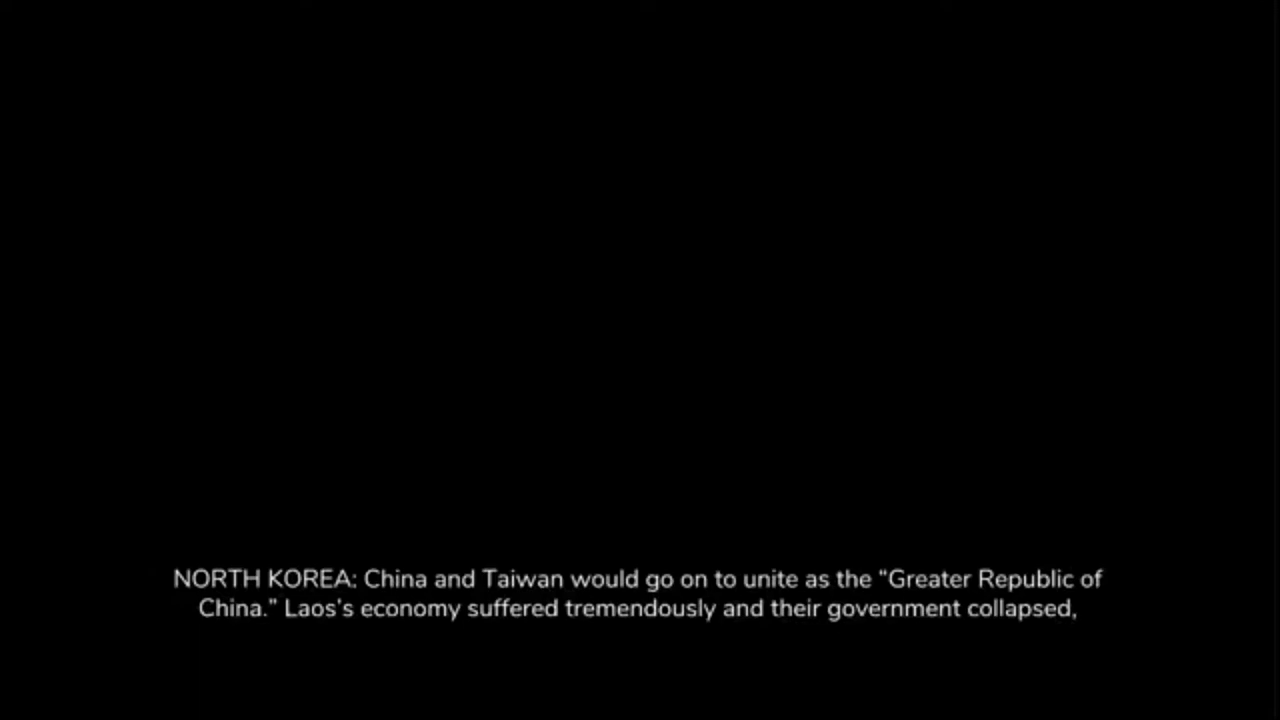 NORTH KOREA: China and Taiwan would go on to unite as the “Greater Republic of
China.” Laos’s economy suffered tremendously and their government collapsed,